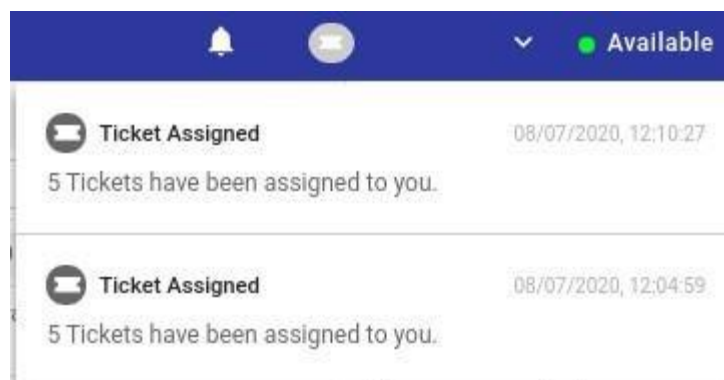 Available
Ticket Assigned 08/07/2020, 12:10:27
5 Tickets have been assigned to you.
Ticket Assigned 08/07/2020, 12:04:59
5 Tickets have been assigned to you.